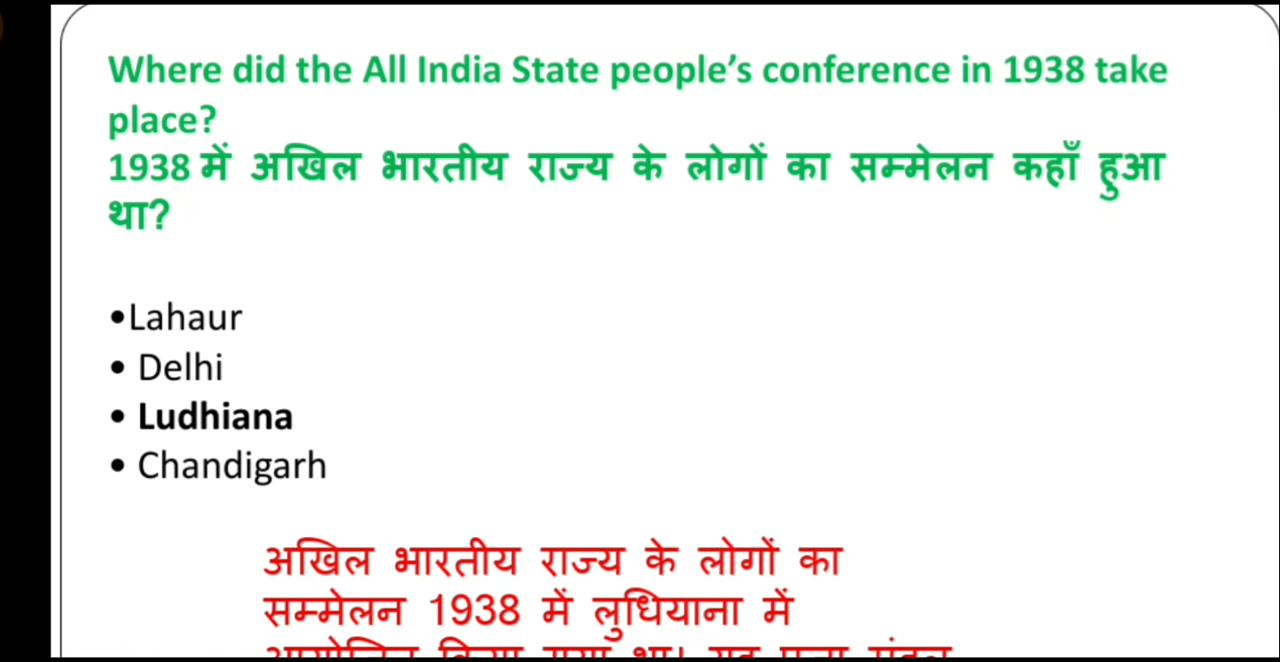 Where did the All India State people’s conference in 1938 take
place?
1938 में अखिल भारतीय राज्य के लोगों का सम्मेलन कहाँ हुआ
था?
•Lahaur
• Delhi
• Ludhiana
• Chandigarh
अखिल भारतीय राज्य के लोगों का
सम्मेलन 1938 में लुधियाना में
किया गया था।